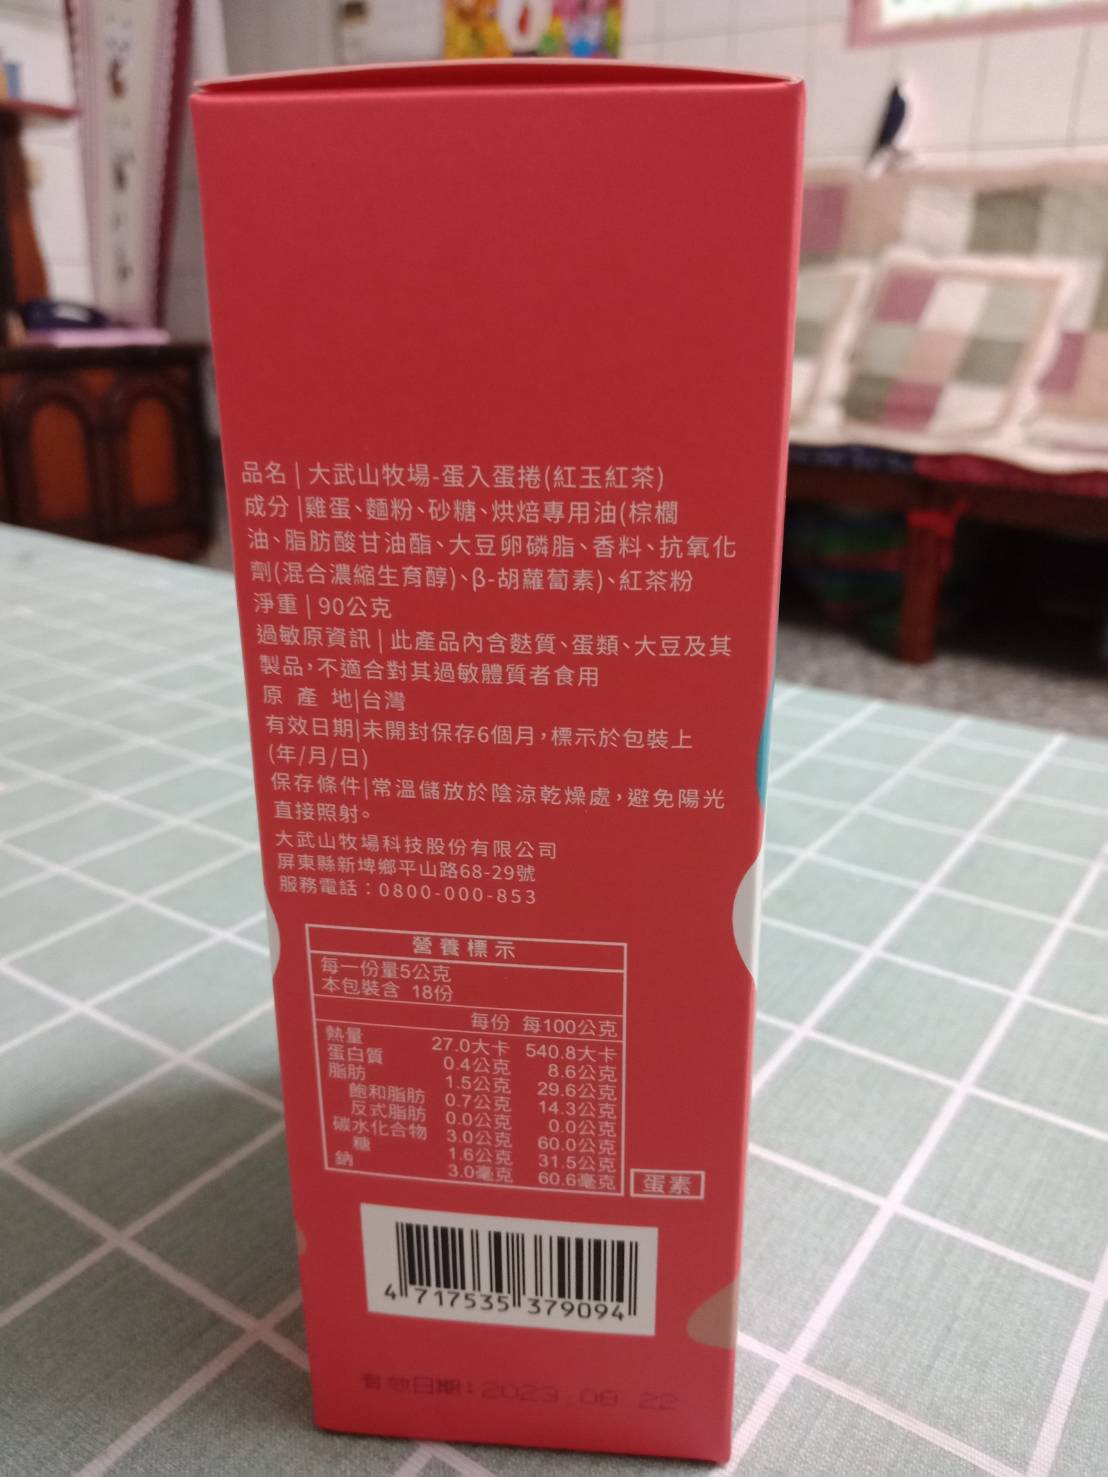 品名｜大武山牧場-蛋入蛋捲(紅玉紅茶)
成分｜雞蛋、麵粉、砂糖、烘焙專用油(棕櫚
油、脂肪酸甘油酯、大豆卵磷脂、香料、抗氧化
劑(混合濃縮生育醇)、β-胡蘿蔔素)、紅茶粉
淨重｜90公克
過敏原資訊｜此產品內含麩質、蛋類、大豆及其
製品，不適合對其過敏體質者食用
原 產 地｜台灣
有效日期｜未開封保存6個月，標示於包裝上
(年/月/日)
保存條件｜常溫儲放於陰涼乾燥處，避免陽光
直接照射。
大武山牧場科技股份有限公司
屏東縣新埤鄉平山路68-29號
服務電話：0800-000-853
營養標示
每一份量5公克
本包裝含 18份
每份 每100公克
熱量 27.0大卡 540.8大卡
蛋白質 0.4公克 8.6公克
脂肪 1.5公克 29.6公克
飽和脂肪 0.7公克 14.3公克
反式脂肪 0.0公克 0.0公克
碳水化合物 3.0公克 60.0公克
糖 1.6公克 31.5公克
鈉 3.0毫克 60.6毫克
蛋素
4 717535 379094
有效日期：2023.08.22